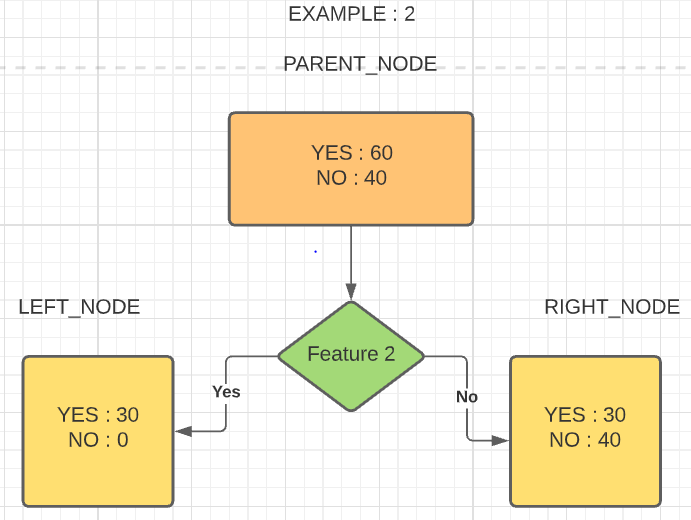 EXAMPLE : 2
PARENT_NODE
YES : 60
NO : 40
LEFT_NODE
RIGHT_NODE
Feature 2
Yes
No
YES : 30
NO : 0
YES : 30
NO : 40